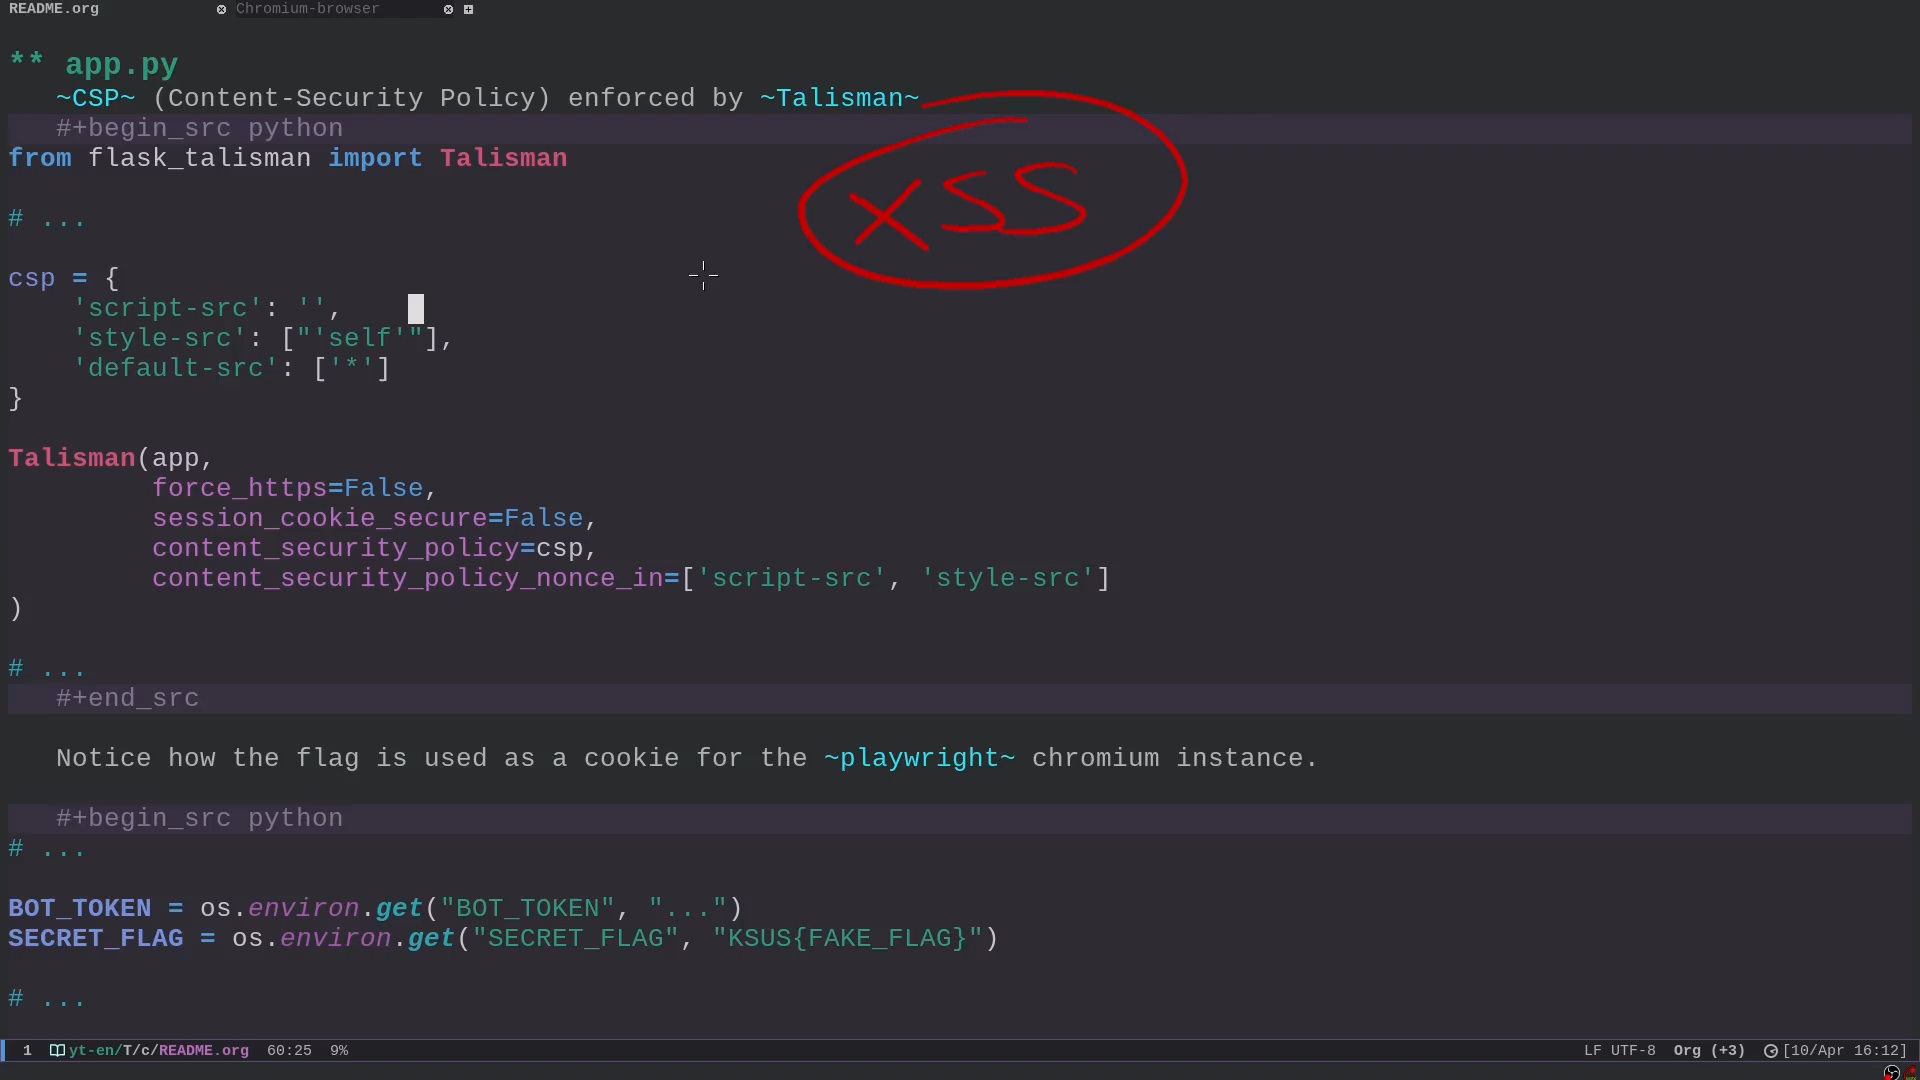 README.org Chromium-browser
** app.py
~CSP~ (Content-Security Policy) enforced by ~Talisman~
#+begin_src python
from flask_talisman import Talisman
XSS
# ...
csp = {
'script-src': '',
'style-src': ["'self'"],
'default-src': ['*']
}
Talisman(app,
force_https=False,
session_cookie_secure=False,
content_security_policy=csp,
content_security_policy_nonce_in=['script-src', 'style-src']
)
# ...
#+end_src
Notice how the flag is used as a cookie for the ~playwright~ chromium instance.
#+begin_src python
# ...
BOT_TOKEN = os.environ.get("BOT_TOKEN", "...")
SECRET_FLAG = os.environ.get("SECRET_FLAG", "KSUS{FAKE_FLAG}")
# ...
1 yt-en/T/c/README.org 60:25 9% LF UTF-8 Org (+3) [10/Apr 16:12]